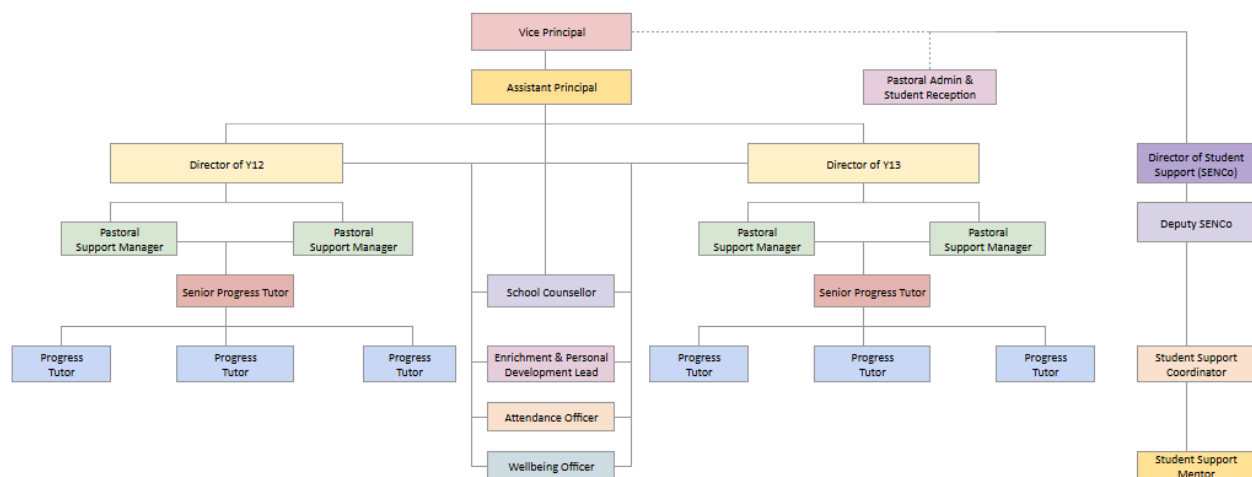 Vice Principal
Assistant Principal
Pastoral Admin &
Student Reception
Director of Y12
Director of Y13
Director of Student
Support (SENCo)
Pastoral
Support Manager
Pastoral
Support Manager
Pastoral
Support Manager
Pastoral
Support Manager
Deputy SENCo
Senior Progress Tutor
School Counsellor
Senior Progress Tutor
Progress
Tutor
Progress
Tutor
Progress
Tutor
Enrichment & Personal
Development Lead
Progress
Tutor
Progress
Tutor
Progress
Tutor
Student Support
Coordinator
Attendance Officer
Wellbeing Officer
Student Support
Mentor